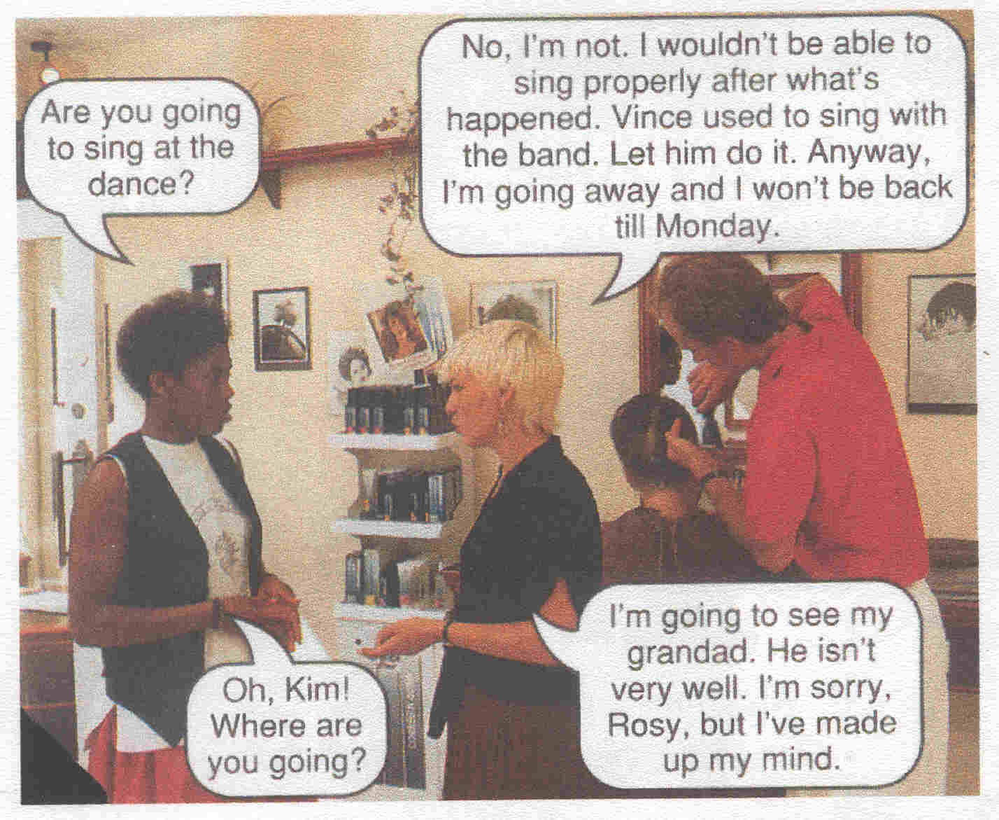 Are you going
to sing at the
dance?
No, I'm not. I wouldn't be able to
sing properly after what's
happened. Vince used to sing with
the band. Let him do it. Anyway,
I'm going away and I won't be back
till Monday.
Oh, Kim!
Where are
you going?
I'm going to see my
grandad. He isn't
very well. I'm sorry,
Rosy, but I've made
up my mind.